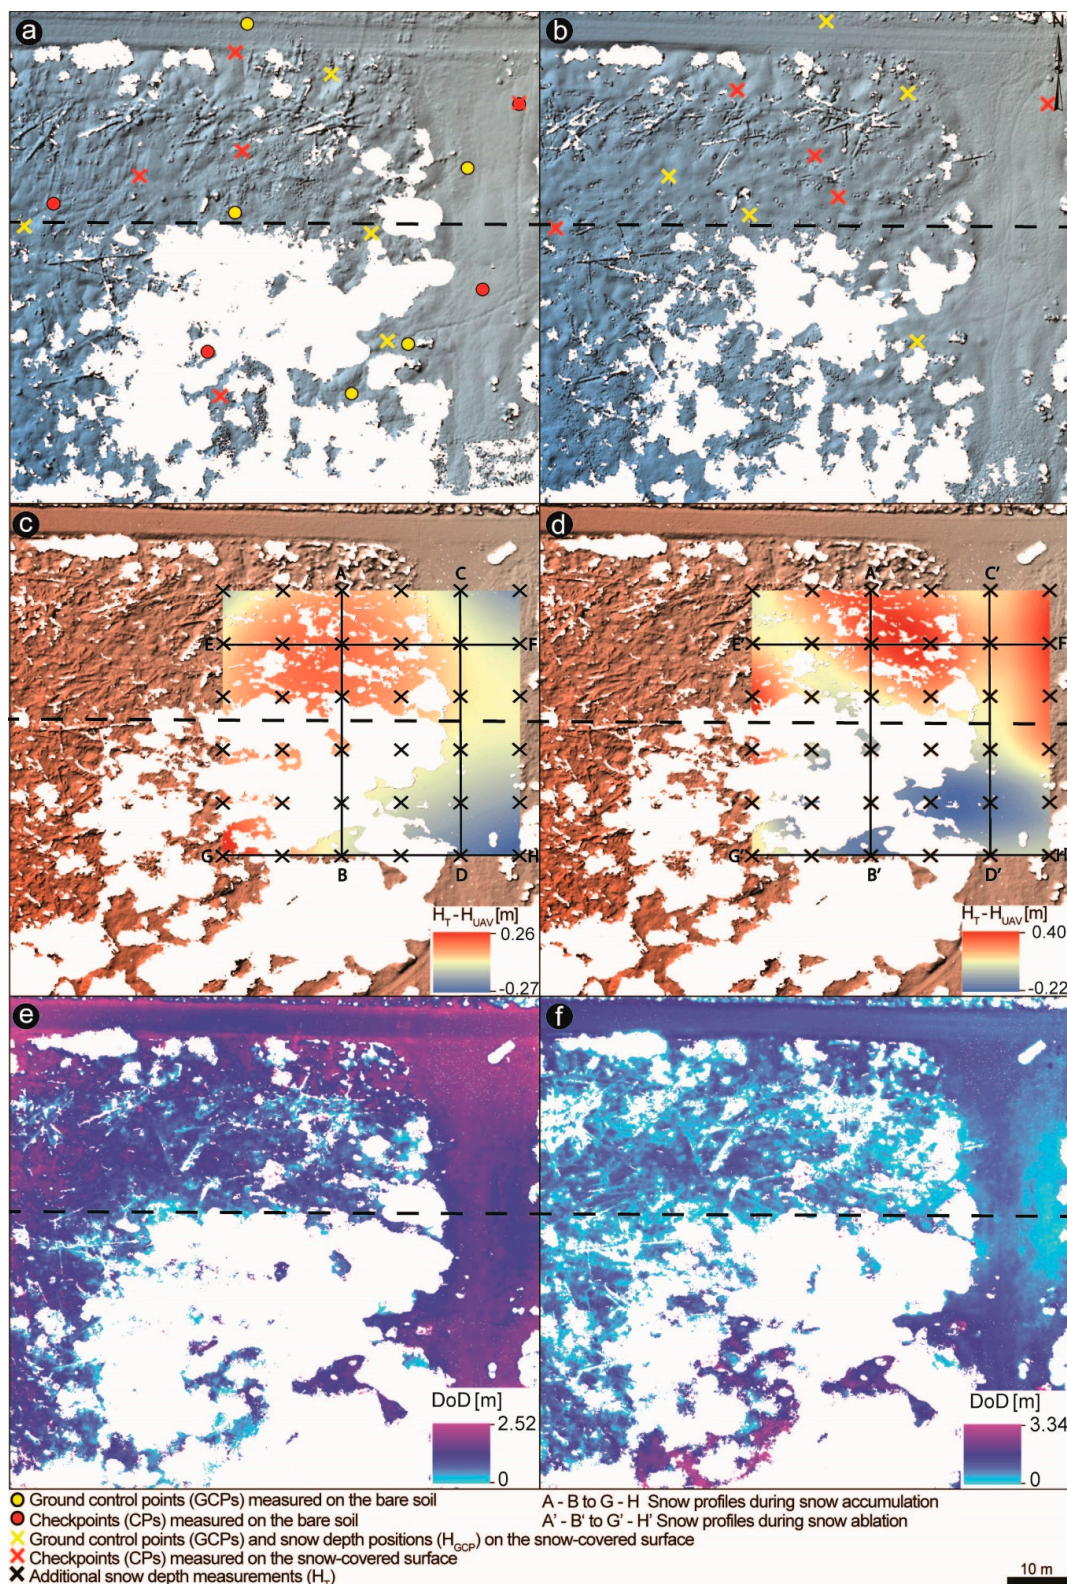 a
b
N
c
d
A
C
E
F
G
H
B
D
H_T - H_UAV [m]
0.26
-0.27
A'
C'
E'
F'
G'
H'
B'
D'
H_T - H_UAV [m]
0.40
-0.22
e
f
DoD [m]
2.52
0
DoD [m]
3.34
0
Ground control points (GCPs) measured on the bare soil
Checkpoints (CPs) measured on the bare soil
Ground control points (GCPs) and snow depth positions (H_GCP) on the snow-covered surface
Checkpoints (CPs) measured on the snow-covered surface
Additional snow depth measurements (H_T)
A - B to G - H Snow profiles during snow accumulation
A' - B' to G' - H' Snow profiles during snow ablation
10 m